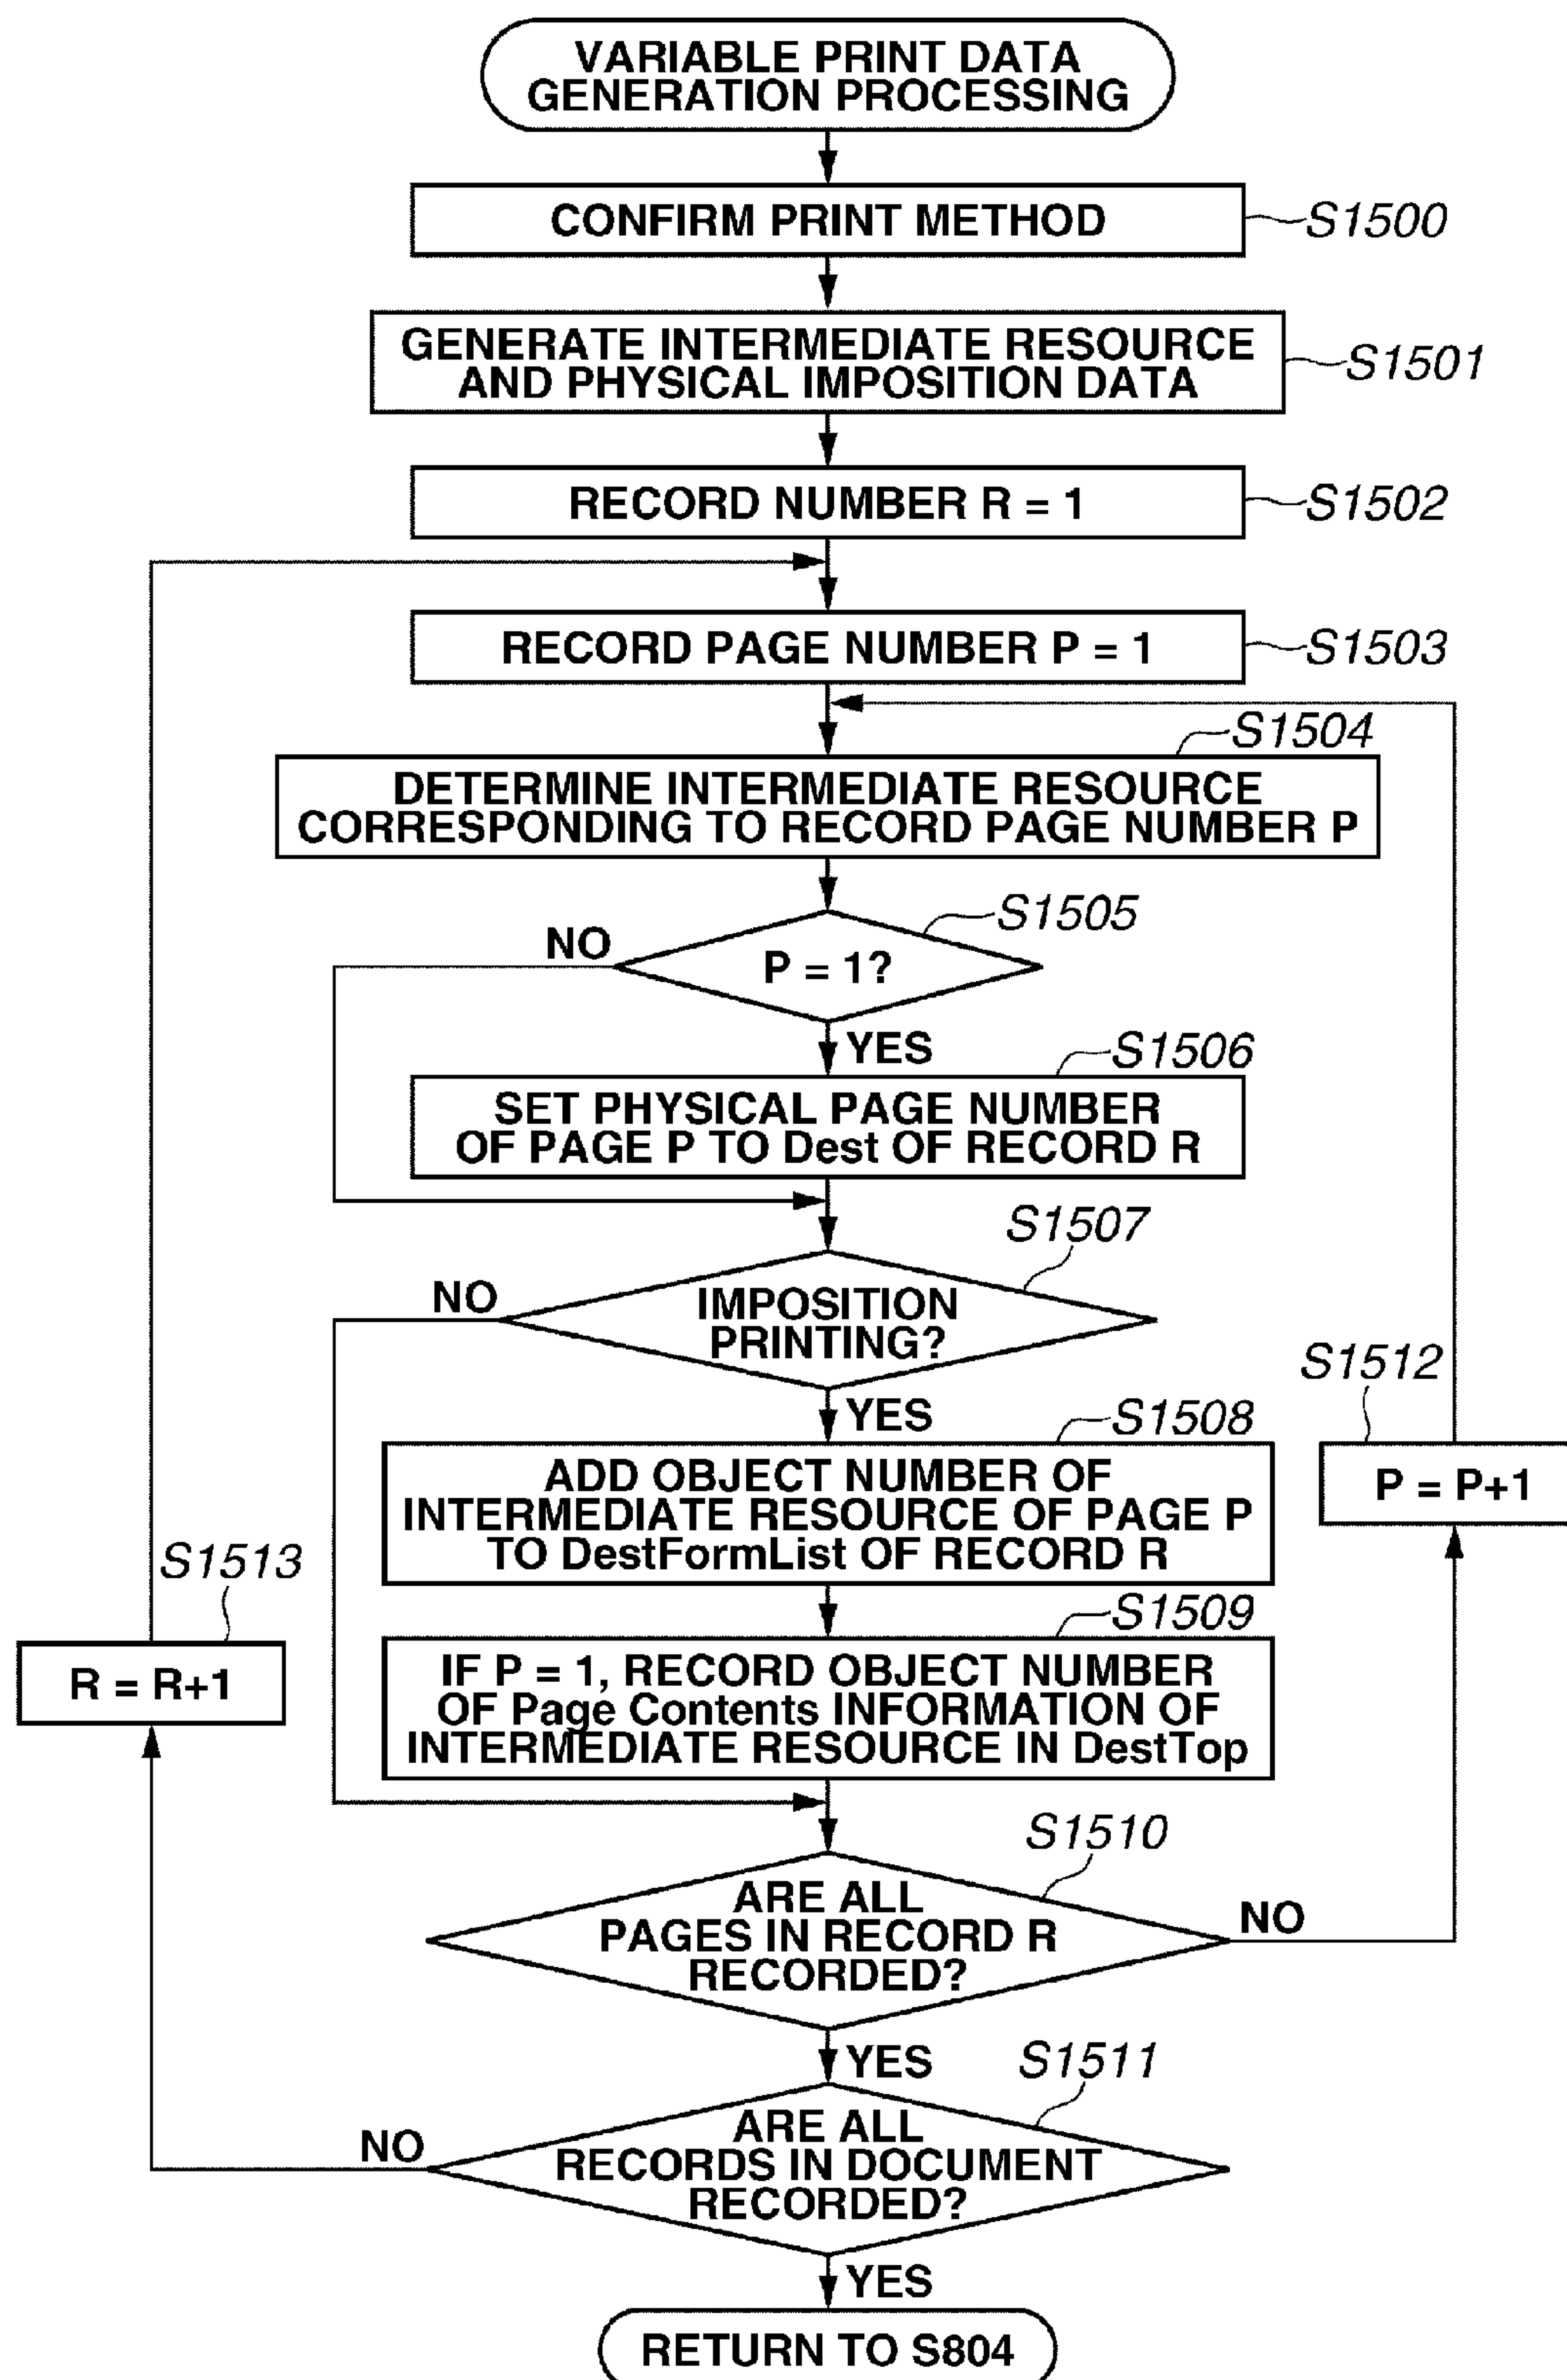 VARIABLE PRINT DATA
GENERATION PROCESSING
CONFIRM PRINT METHOD
S1500
GENERATE INTERMEDIATE RESOURCE
AND PHYSICAL IMPOSITION DATA
S1501
RECORD NUMBER R = 1
S1502
RECORD PAGE NUMBER P = 1
S1503
S1504
DETERMINE INTERMEDIATE RESOURCE
CORRESPONDING TO RECORD PAGE NUMBER P
S1505
NO
P = 1?
YES
S1506
SET PHYSICAL PAGE NUMBER
OF PAGE P TO Dest OF RECORD R
S1507
NO
IMPOSITION
PRINTING?
YES
S1508
ADD OBJECT NUMBER OF
INTERMEDIATE RESOURCE OF PAGE P
TO DestFormList OF RECORD R
S1512
P = P+1
S1509
IF P = 1, RECORD OBJECT NUMBER
OF Page Contents INFORMATION OF
INTERMEDIATE RESOURCE IN DestTop
S1513
R = R+1
S1510
ARE ALL
PAGES IN RECORD R
RECORDED?
NO
YES
S1511
ARE ALL
RECORDS IN DOCUMENT
RECORDED?
NO
YES
RETURN TO S804